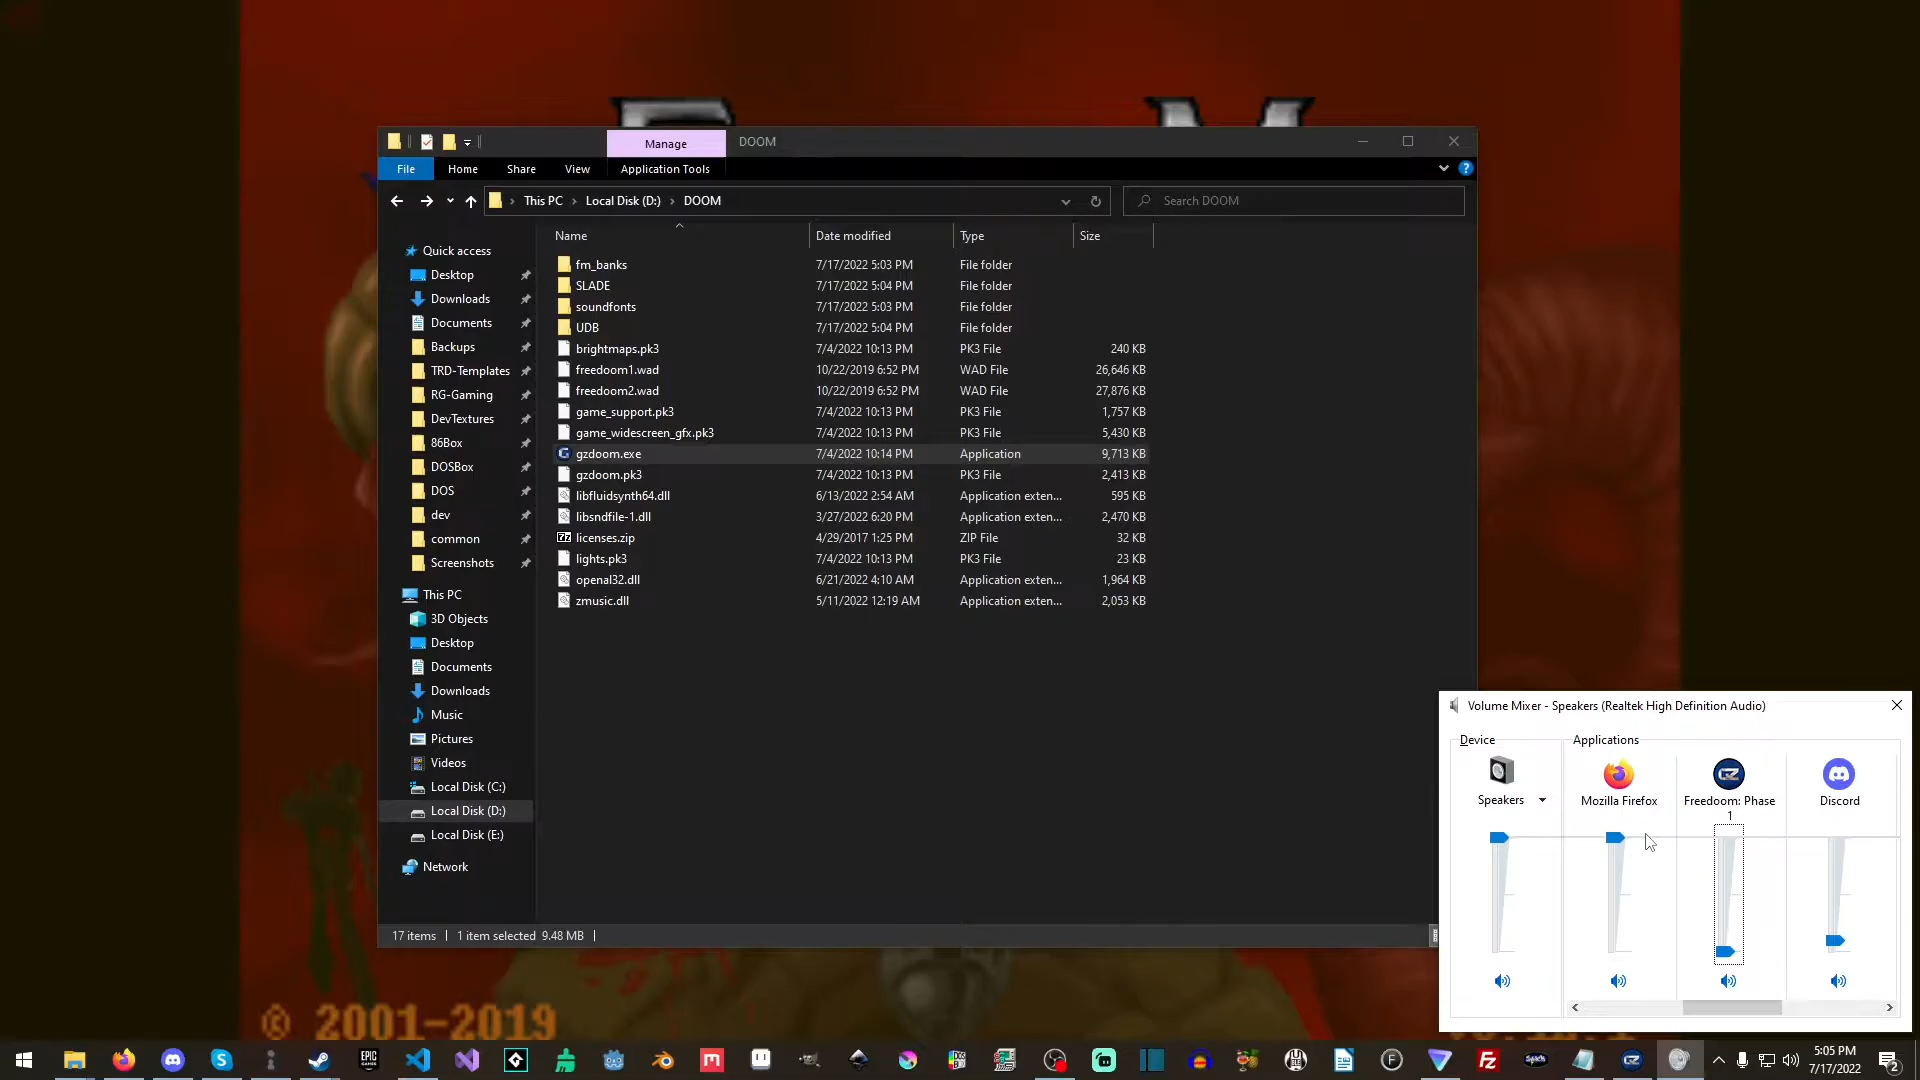 Manage
DOOM
File
Home
Share
View
Application Tools
This PC
Local Disk (D:)
DOOM
Search DOOM
Name
Date modified
Type
Size
Quick access
Desktop
Downloads
Documents
Backups
TRD-Templates
RG-Gaming
DevTextures
86Box
DOSBox
DOS
dev
common
Screenshots
This PC
3D Objects
Desktop
Documents
Downloads
Music
Pictures
Videos
Local Disk (C:)
Local Disk (D:)
Local Disk (E:)
Network
fm_banks 7/17/2022 5:03 PM File folder
SLADE 7/17/2022 5:04 PM File folder
soundfonts 7/17/2022 5:03 PM File folder
UDB 7/17/2022 5:04 PM File folder
brightmaps.pk3 7/4/2022 10:13 PM PK3 File 240 KB
freedoom1.wad 10/22/2019 6:52 PM WAD File 26,646 KB
freedoom2.wad 10/22/2019 6:52 PM WAD File 27,876 KB
game_support.pk3 7/4/2022 10:13 PM PK3 File 1,757 KB
game_widescreen_gfx.pk3 7/4/2022 10:13 PM PK3 File 5,430 KB
gzdoom.exe 7/4/2022 10:14 PM Application 9,713 KB
gzdoom.pk3 7/4/2022 10:13 PM PK3 File 2,413 KB
libfluidsynth64.dll 6/13/2022 2:54 AM Application exten... 595 KB
libsndfile-1.dll 3/27/2022 6:20 PM Application exten... 2,470 KB
licenses.zip 4/29/2017 1:25 PM ZIP File 32 KB
lights.pk3 7/4/2022 10:13 PM PK3 File 23 KB
openal32.dll 6/21/2022 4:10 AM Application exten... 1,964 KB
zmusic.dll 5/11/2022 12:19 AM Application exten... 2,053 KB
17 items
1 item selected 9.48 MB
Volume Mixer - Speakers (Realtek High Definition Audio)
Device
Applications
Speakers
Mozilla Firefox
Freedoom: Phase
1
Discord
© 2001-2019
EPIC
GAMES
5:05 PM
7/17/2022
2